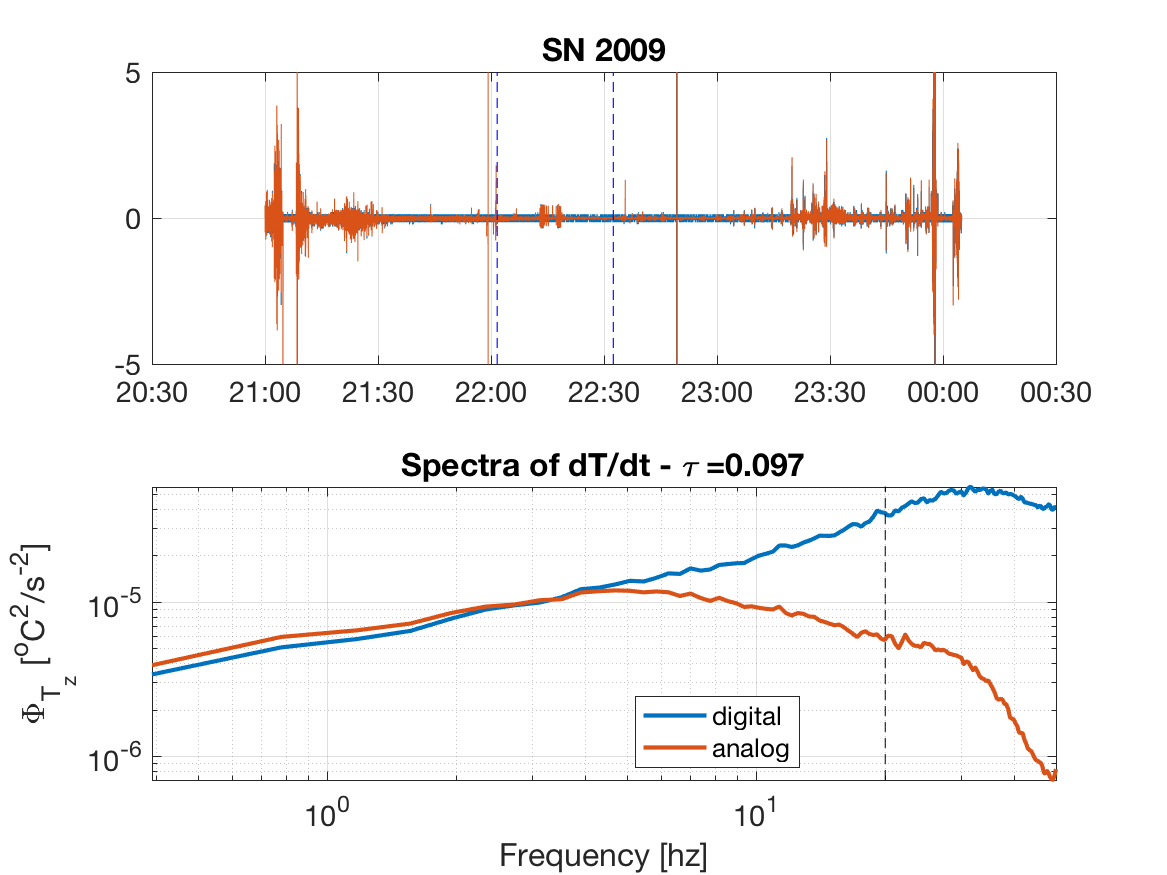 SN 2009
5
0
-5
20:30 21:00 21:30 22:00 22:30 23:00 23:30 00:00 00:30
Spectra of dT/dt - τ =0.097
Φ_T_z [°C²/s⁻²]
10⁻⁵
10⁻⁶
digital
analog
10⁰ 10¹
Frequency [hz]